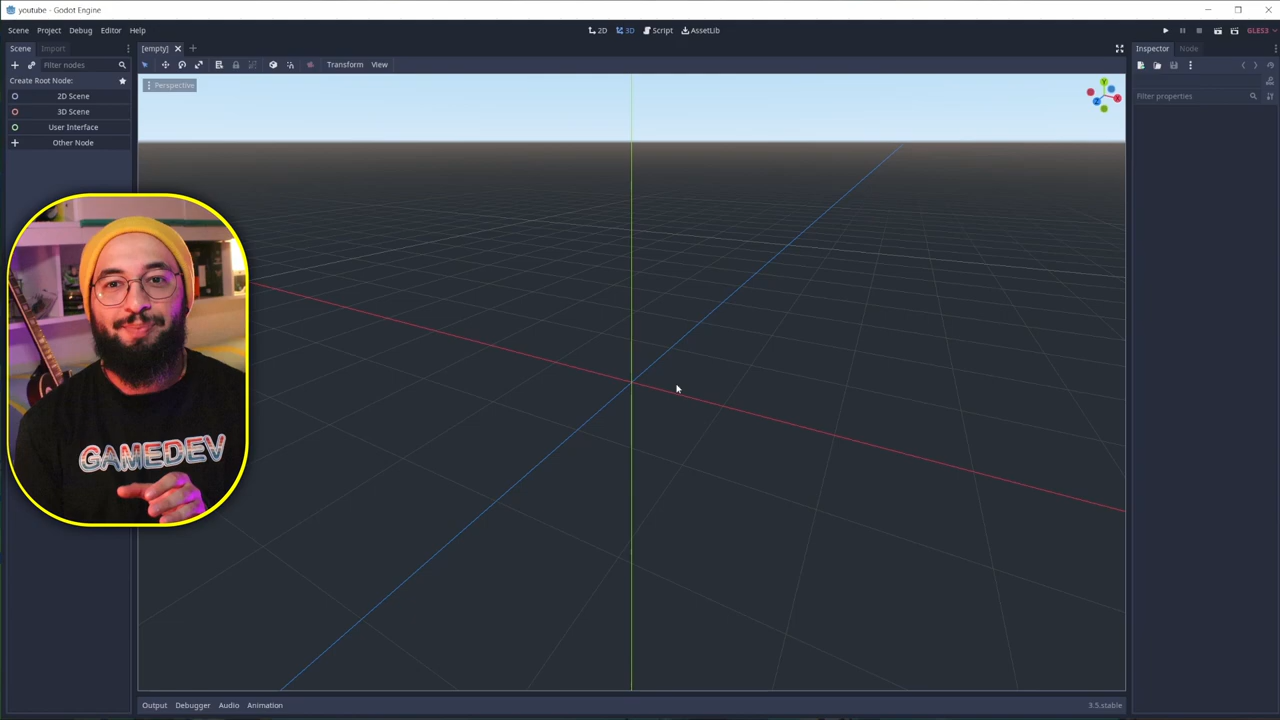 youtube - Godot Engine
Scene Project Debug Editor Help
2D 3D Script AssetLib
GLES3
Scene Import
[empty]
Inspector Node
Filter nodes
Transform View
Create Root Node:
Perspective
Y
X
Z
Filter properties
2D Scene
3D Scene
User Interface
Other Node
GAMEDEV
Output Debugger Audio Animation
3.5.stable